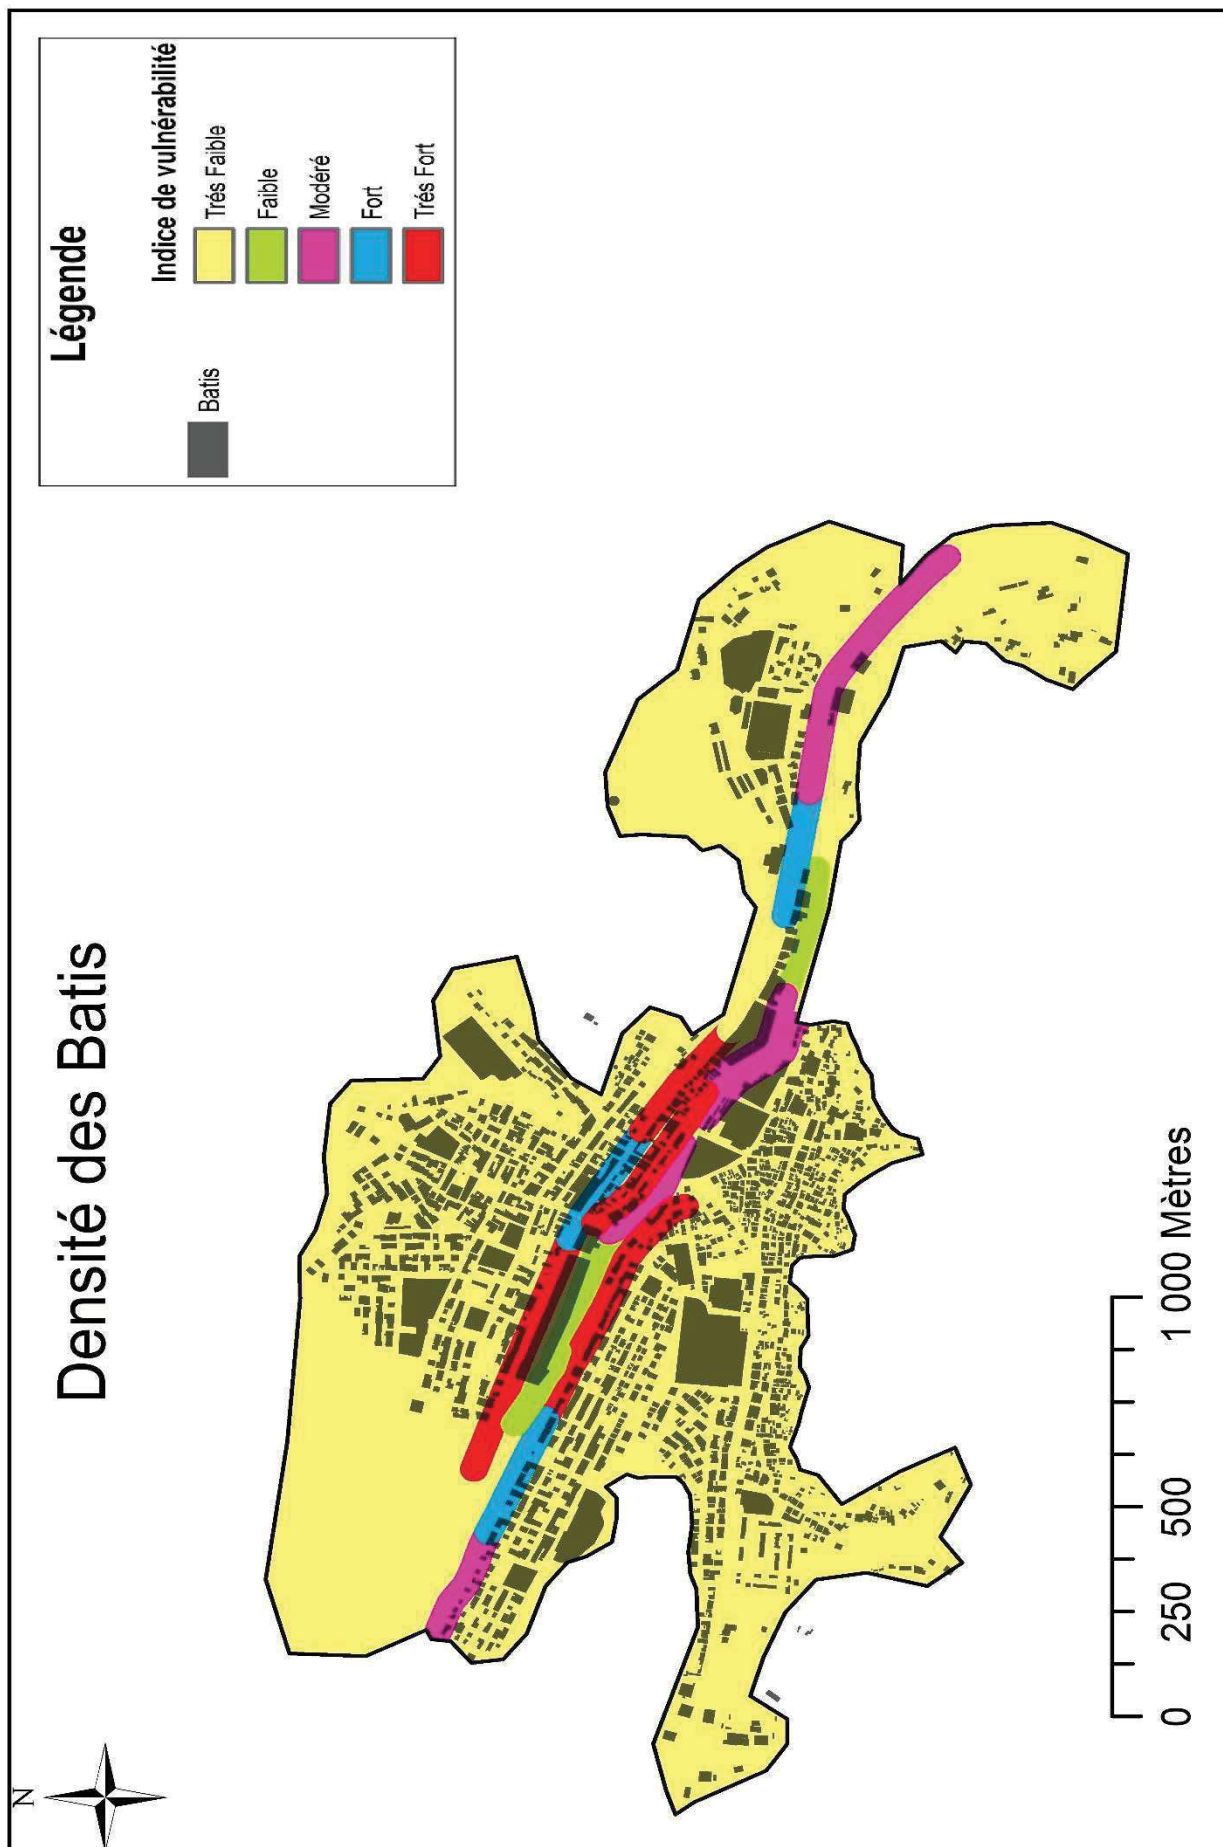 N
Densité des Batis
Légende
Batis
Indice de vulnérabilité
Trés Faible
Faible
Modéré
Fort
Trés Fort
0 250 500 1 000 Mètres